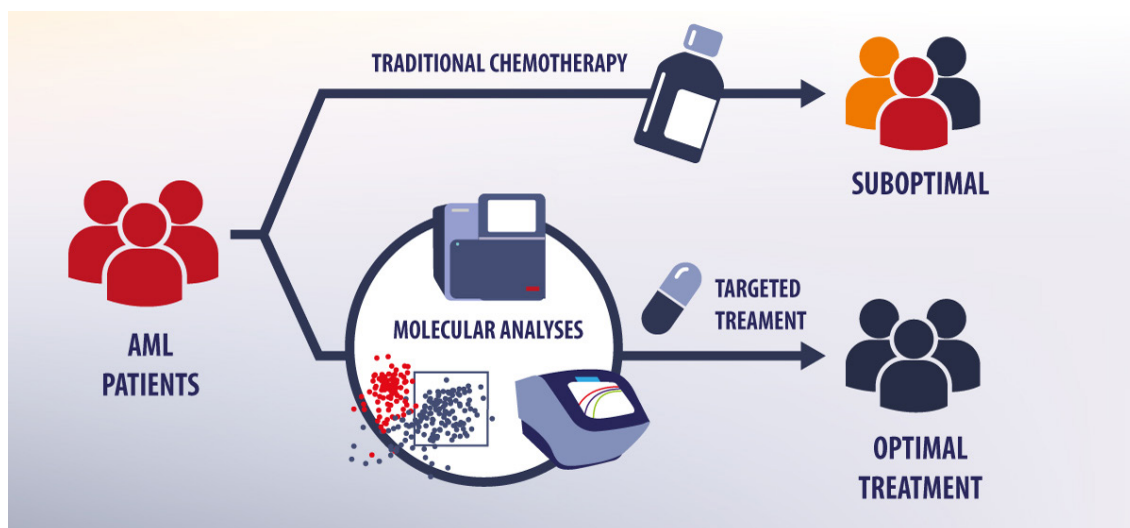 TRADITIONAL CHEMOTHERAPY
SUBOPTIMAL
AML
PATIENTS
MOLECULAR ANALYSES
TARGETED
TREAMENT
OPTIMAL
TREATMENT